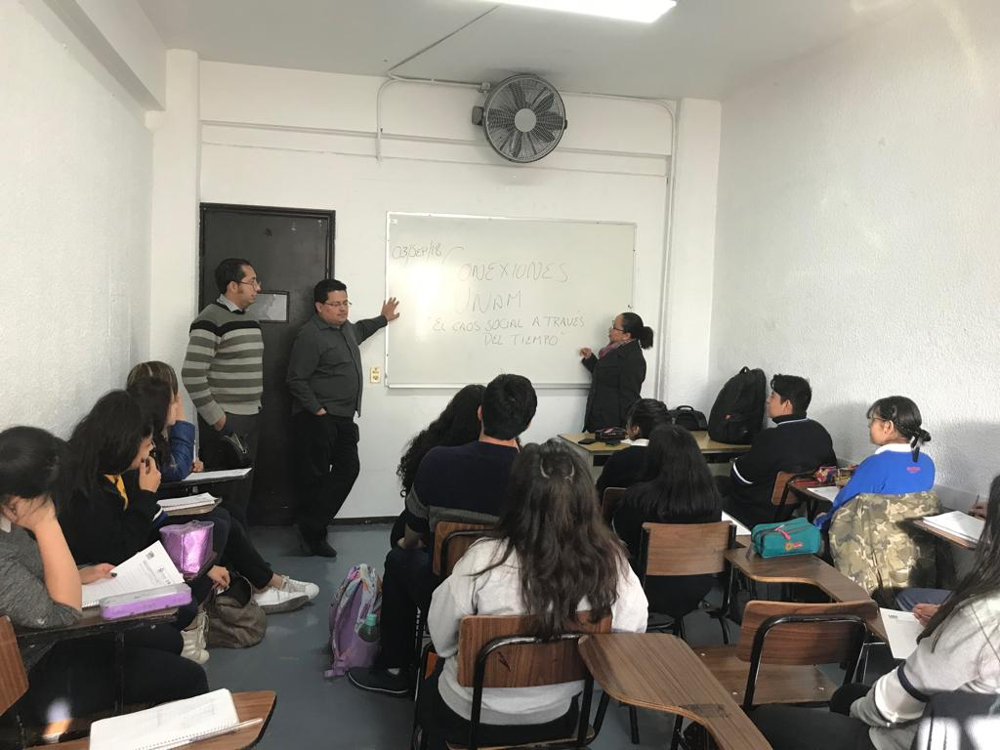 03/SEP/18
CONEXIONES
UNAM
"EL CAOS SOCIAL A TRAVÉS
DEL TIEMPO"